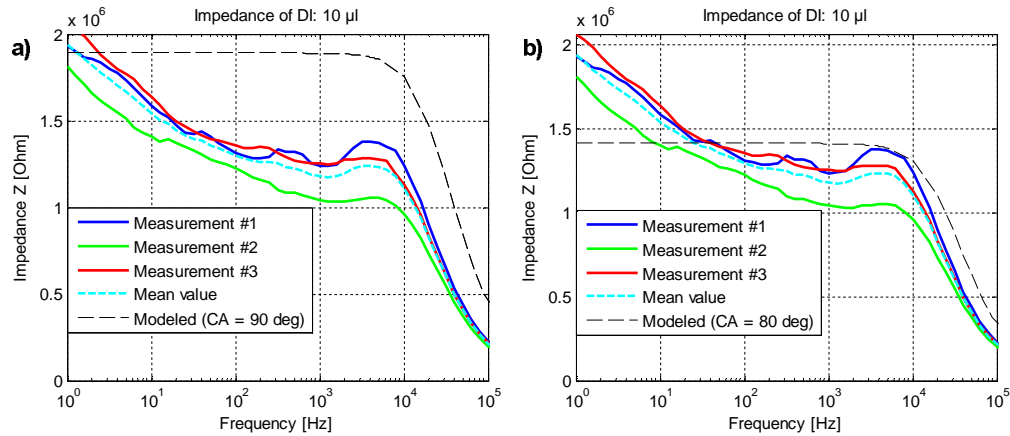 a)
x 10^6
Impedance of DI: 10 µl
2
1.5
1
0.5
0
Impedance Z [Ohm]
Measurement #1
Measurement #2
Measurement #3
Mean value
Modeled (CA = 90 deg)
10^0 10^1 10^2 10^3 10^4 10^5
Frequency [Hz]
b)
x 10^6
Impedance of DI: 10 µl
2
1.5
1
0.5
0
Impedance Z [Ohm]
Measurement #1
Measurement #2
Measurement #3
Mean value
Modeled (CA = 80 deg)
10^0 10^1 10^2 10^3 10^4 10^5
Frequency [Hz]